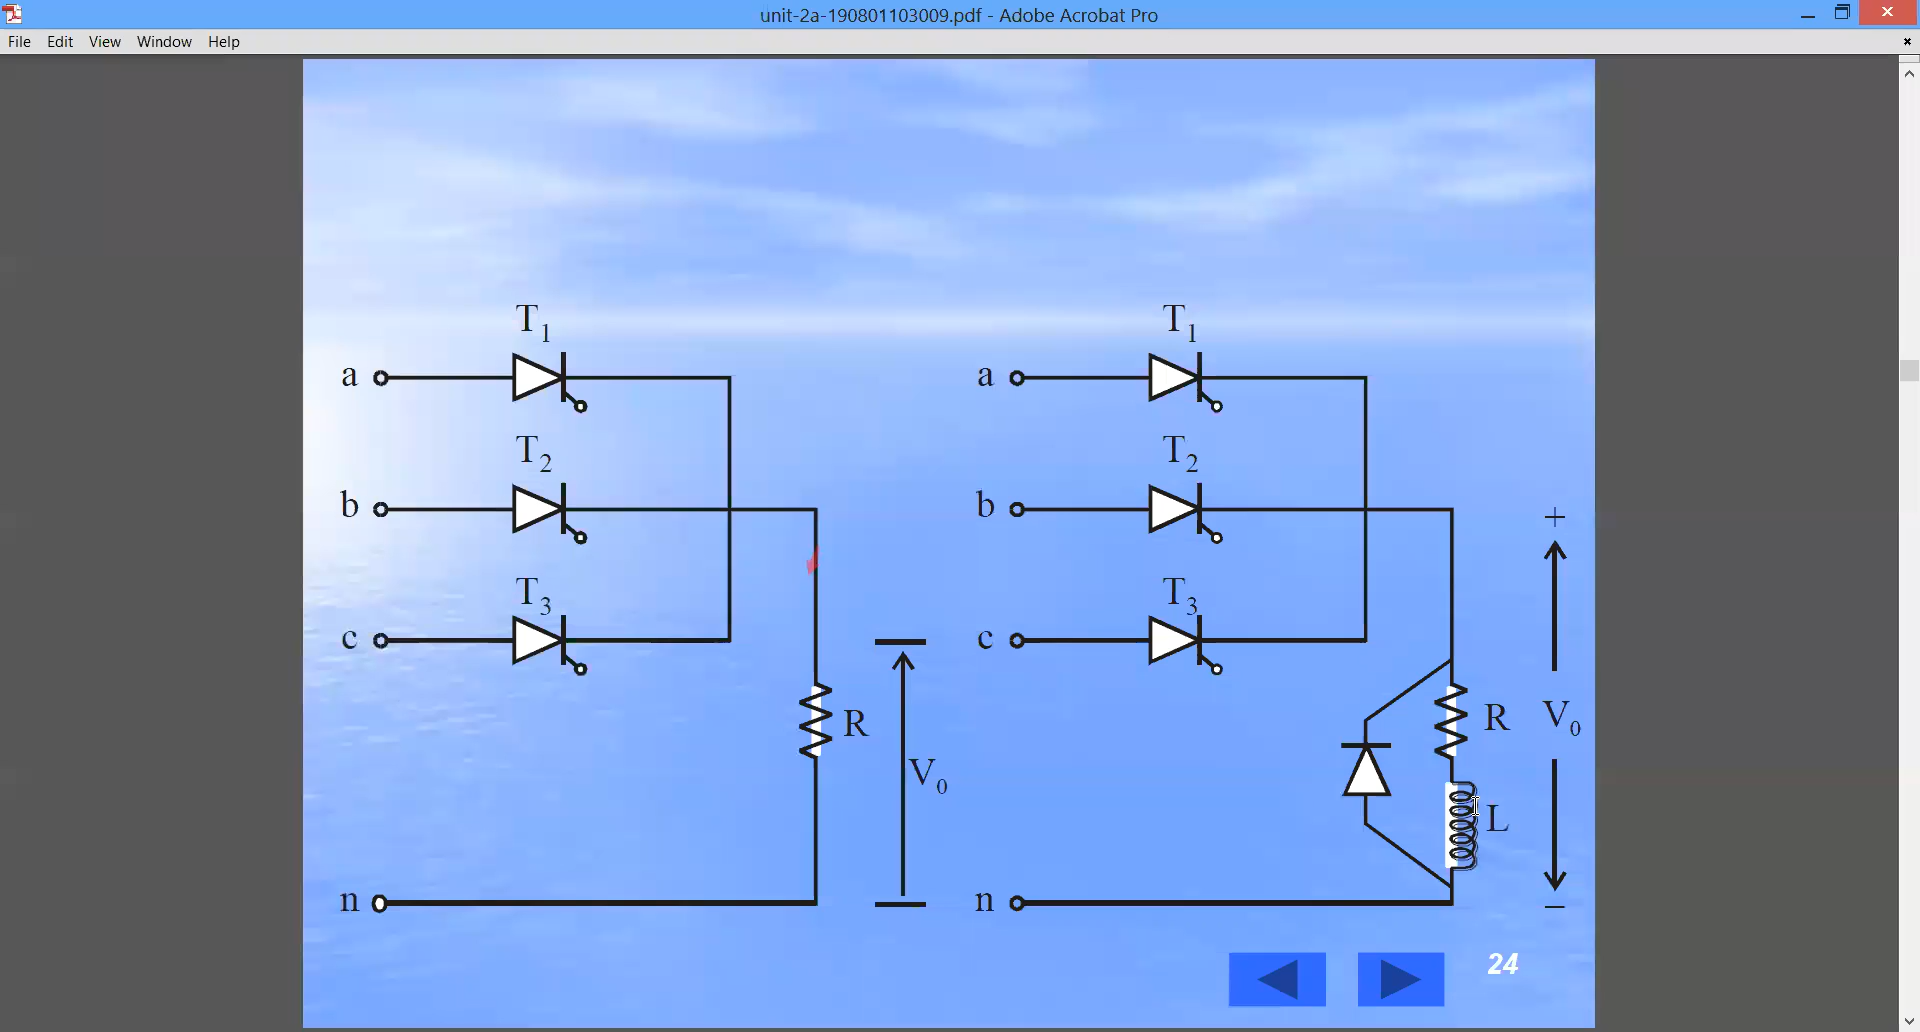 unit-2a-190801103009.pdf - Adobe Acrobat Pro
File Edit View Window Help
T1
a
T2
b
T3
c
R
V0
n
T1
a
T2
b
T3
c
+
R
V0
L
−
n
24